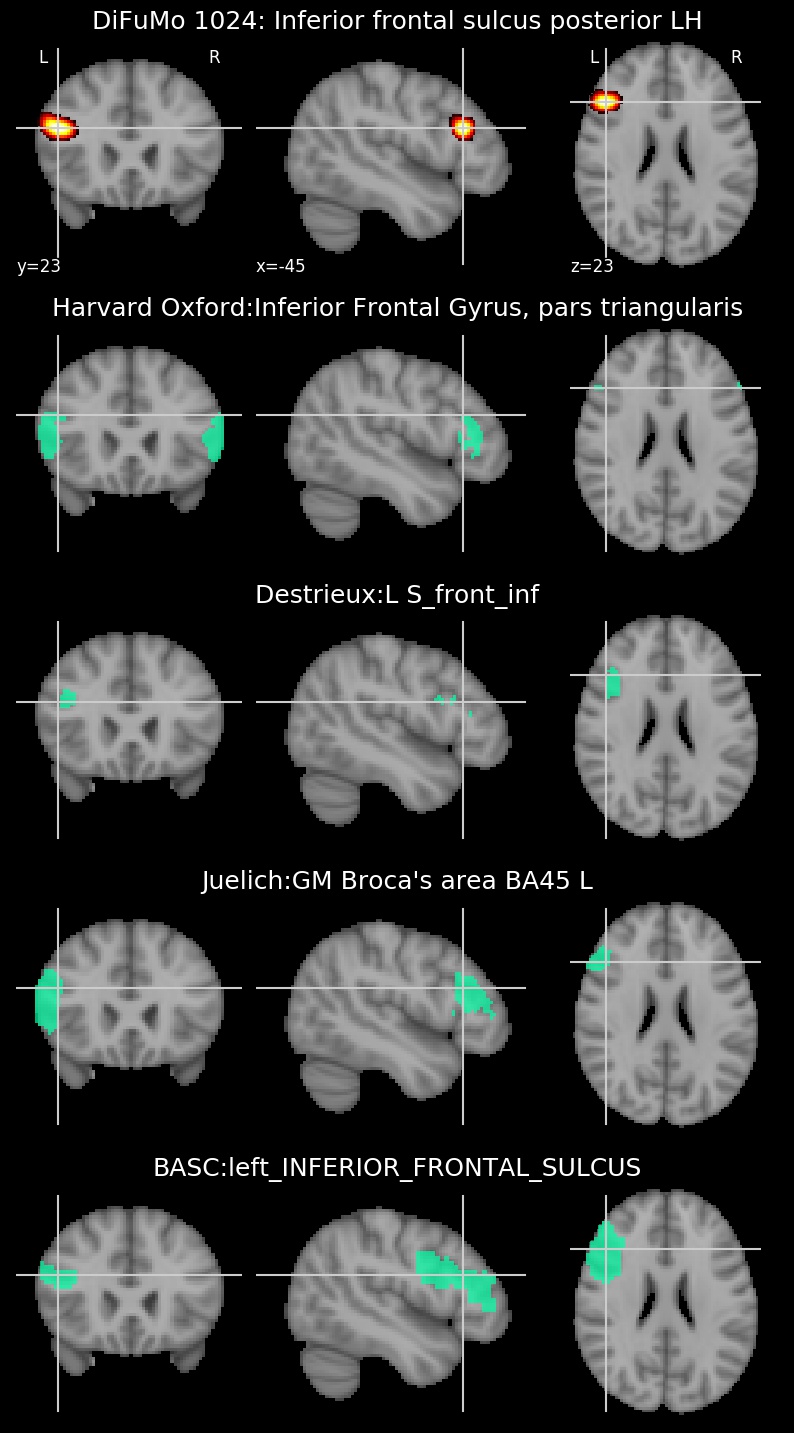 DiFuMo 1024: Inferior frontal sulcus posterior LH
L R L R
y=23 x=-45 z=23
Harvard Oxford:Inferior Frontal Gyrus, pars triangularis
Destrieux:L S_front_inf
Juelich:GM Broca's area BA45 L
BASC:left_INFERIOR_FRONTAL_SULCUS